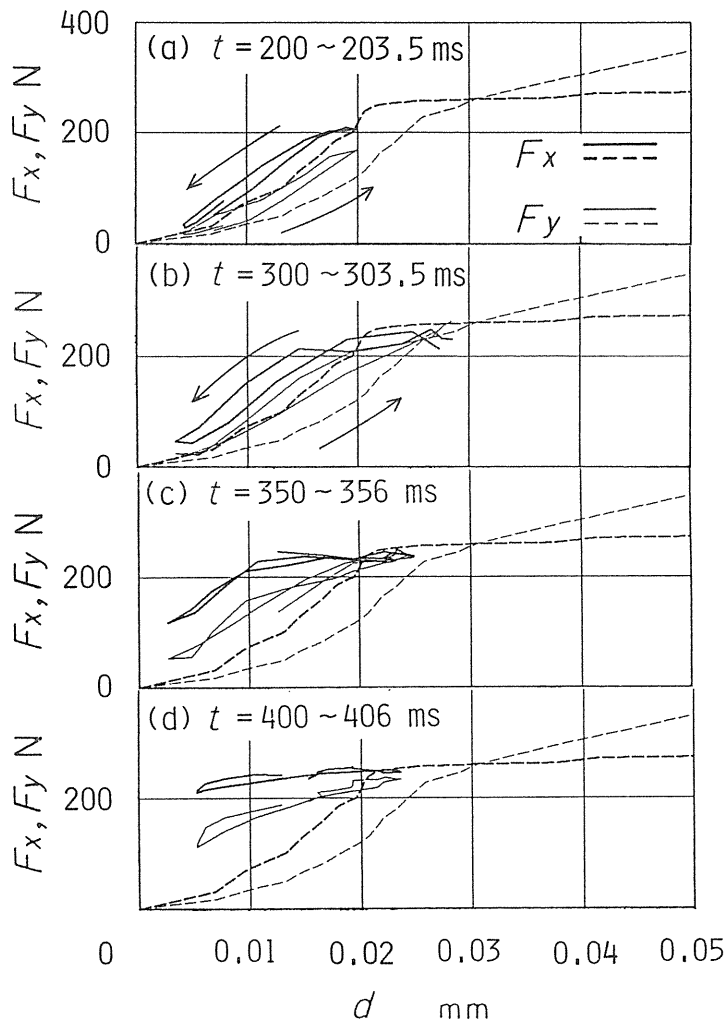 400
(a) t = 200 ~ 203.5 ms
Fx, Fy N
200
Fx
Fy
0
(b) t = 300 ~ 303.5 ms
Fx, Fy N
200
0
(c) t = 350 ~ 356 ms
Fx, Fy N
200
0
(d) t = 400 ~ 406 ms
Fx, Fy N
200
0 0.01 0.02 0.03 0.04 0.05
d mm